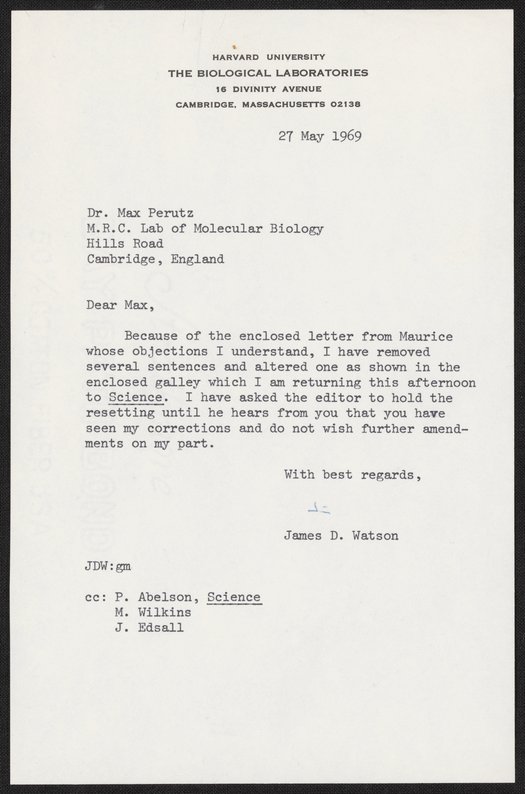 HARVARD UNIVERSITY
THE BIOLOGICAL LABORATORIES
16 DIVINITY AVENUE
CAMBRIDGE, MASSACHUSETTS 02138
27 May 1969
Dr. Max Perutz
M.R.C. Lab of Molecular Biology
Hills Road
Cambridge, England
Dear Max,
Because of the enclosed letter from Maurice
whose objections I understand, I have removed
several sentences and altered one as shown in the
enclosed galley which I am returning this afternoon
to Science. I have asked the editor to hold the
resetting until he hears from you that you have
seen my corrections and do not wish further amend-
ments on my part.
With best regards,
James D. Watson
JDW:gm
cc: P. Abelson, Science
M. Wilkins
J. Edsall